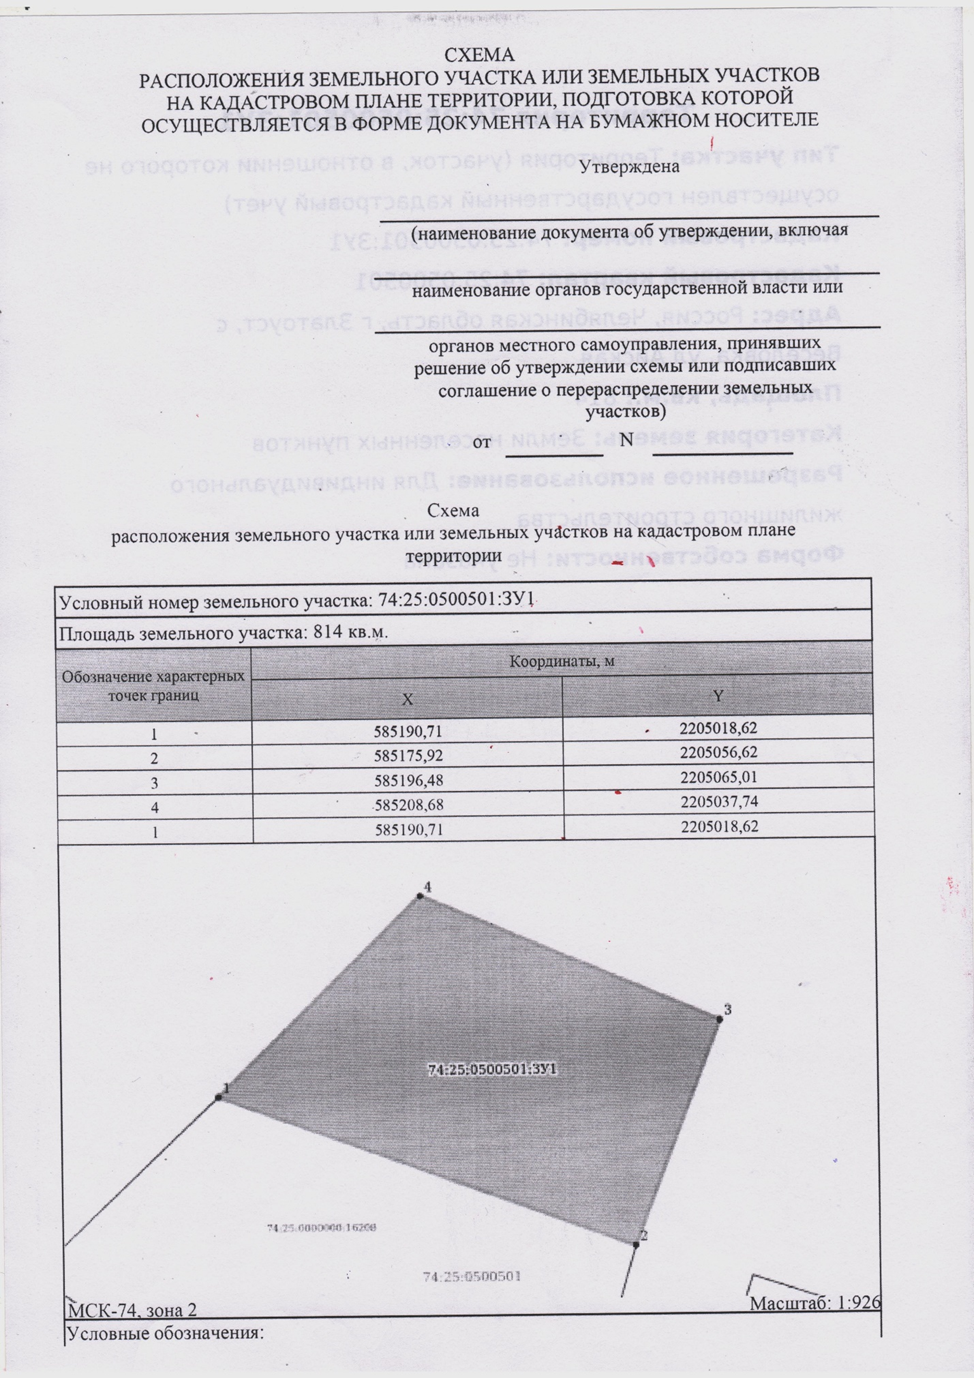 СХЕМА
РАСПОЛОЖЕНИЯ ЗЕМЕЛЬНОГО УЧАСТКА ИЛИ ЗЕМЕЛЬНЫХ УЧАСТКОВ
НА КАДАСТРОВОМ ПЛАНЕ ТЕРРИТОРИИ, ПОДГОТОВКА КОТОРОЙ
ОСУЩЕСТВЛЯЕТСЯ В ФОРМЕ ДОКУМЕНТА НА БУМАЖНОМ НОСИТЕЛЕ
Утверждена
(наименование документа об утверждении, включая
наименование органов государственной власти или
органов местного самоуправления, принявших
решение об утверждении схемы или подписавших
соглашение о перераспределении земельных
участков)
от N
Схема
расположения земельного участка или земельных участков на кадастровом плане
территории
Условный номер земельного участка: 74:25:0500501:ЗУ1
Площадь земельного участка: 814 кв.м.
Обозначение характерных точек границ Координаты, м
X Y
1 585190,71 2205018,62
2 585175,92 2205056,62
3 585196,48 2205065,01
4 585208,68 2205037,74
1 585190,71 2205018,62
4
3
74:25:0500501:ЗУ1
1
74:25:0000000:16206
2
74:25:0500501
МСК-74, зона 2 Масштаб: 1:926
Условные обозначения: